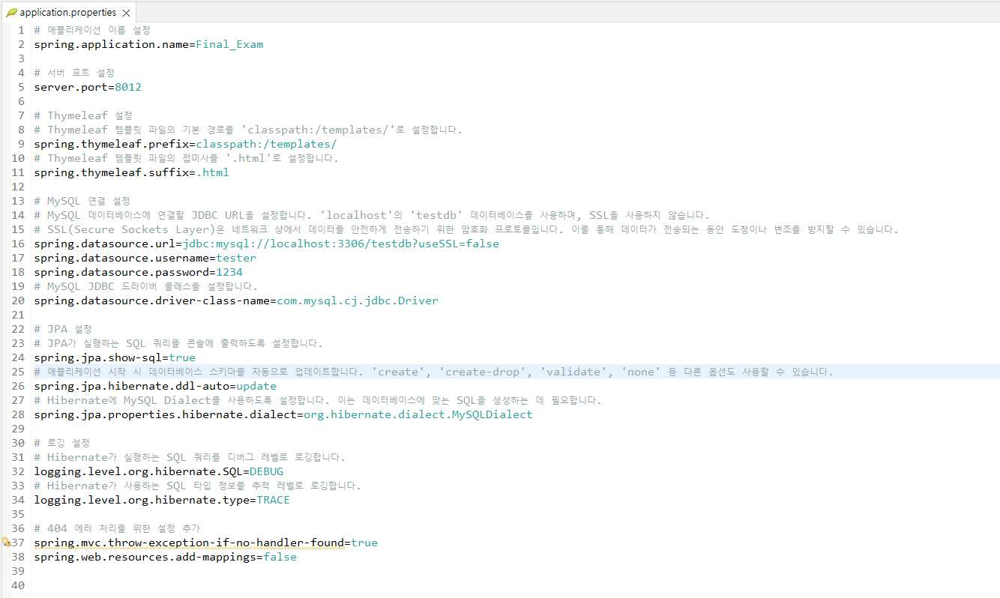 application.properties
1 # 애플리케이션 이름 설정
2 spring.application.name=Final_Exam
3
4 # 서버 포트 설정
5 server.port=8012
6
7 # Thymeleaf 설정
8 # Thymeleaf 템플릿 파일의 기본 경로를 'classpath:/templates/'로 설정합니다.
9 spring.thymeleaf.prefix=classpath:/templates/
10 # Thymeleaf 템플릿 파일의 접미사를 '.html'로 설정합니다.
11 spring.thymeleaf.suffix=.html
12
13 # MySQL 연결 설정
14 # MySQL 데이터베이스에 연결할 JDBC URL을 설정합니다. 'localhost'의 'testdb' 데이터베이스를 사용하며, SSL을 사용하지 않습니다.
15 # SSL(Secure Sockets Layer)은 네트워크 상에서 데이터를 안전하게 전송하기 위한 암호화 프로토콜입니다. 이를 통해 데이터가 전송되는 동안 도청이나 변조를 방지할 수 있습니다.
16 spring.datasource.url=jdbc:mysql://localhost:3306/testdb?useSSL=false
17 spring.datasource.username=tester
18 spring.datasource.password=1234
19 # MySQL JDBC 드라이버 클래스를 설정합니다.
20 spring.datasource.driver-class-name=com.mysql.cj.jdbc.Driver
21
22 # JPA 설정
23 # JPA가 실행하는 SQL 쿼리를 콘솔에 출력하도록 설정합니다.
24 spring.jpa.show-sql=true
25 # 애플리케이션 시작 시 데이터베이스 스키마를 자동으로 업데이트합니다. 'create', 'create-drop', 'validate', 'none' 등 다른 옵션도 사용할 수 있습니다.
26 spring.jpa.hibernate.ddl-auto=update
27 # Hibernate에 MySQL Dialect를 사용하도록 설정합니다. 이는 데이터베이스에 맞는 SQL을 생성하는 데 필요합니다.
28 spring.jpa.properties.hibernate.dialect=org.hibernate.dialect.MySQLDialect
29
30 # 로깅 설정
31 # Hibernate가 실행하는 SQL 쿼리를 디버그 레벨로 로깅합니다.
32 logging.level.org.hibernate.SQL=DEBUG
33 # Hibernate가 사용하는 SQL 타입 정보를 추적 레벨로 로깅합니다.
34 logging.level.org.hibernate.type=TRACE
35
36 # 404 에러 처리를 위한 설정 추가
37 spring.mvc.throw-exception-if-no-handler-found=true
38 spring.web.resources.add-mappings=false
39
40